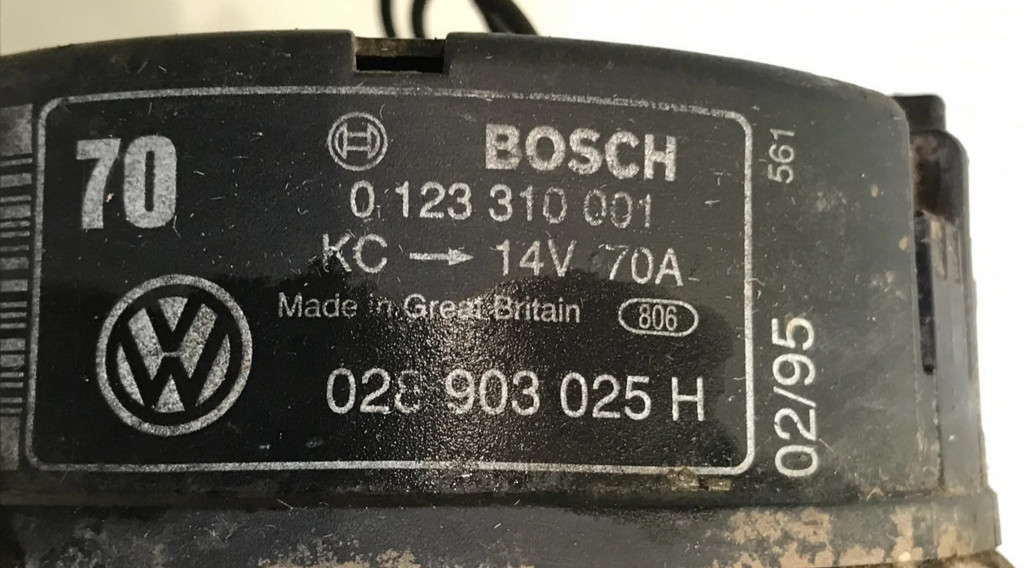 70
BOSCH
0 123 310 001
KC → 14V 70A
Made in Great Britain 806
028 903 025 H
561
02/95